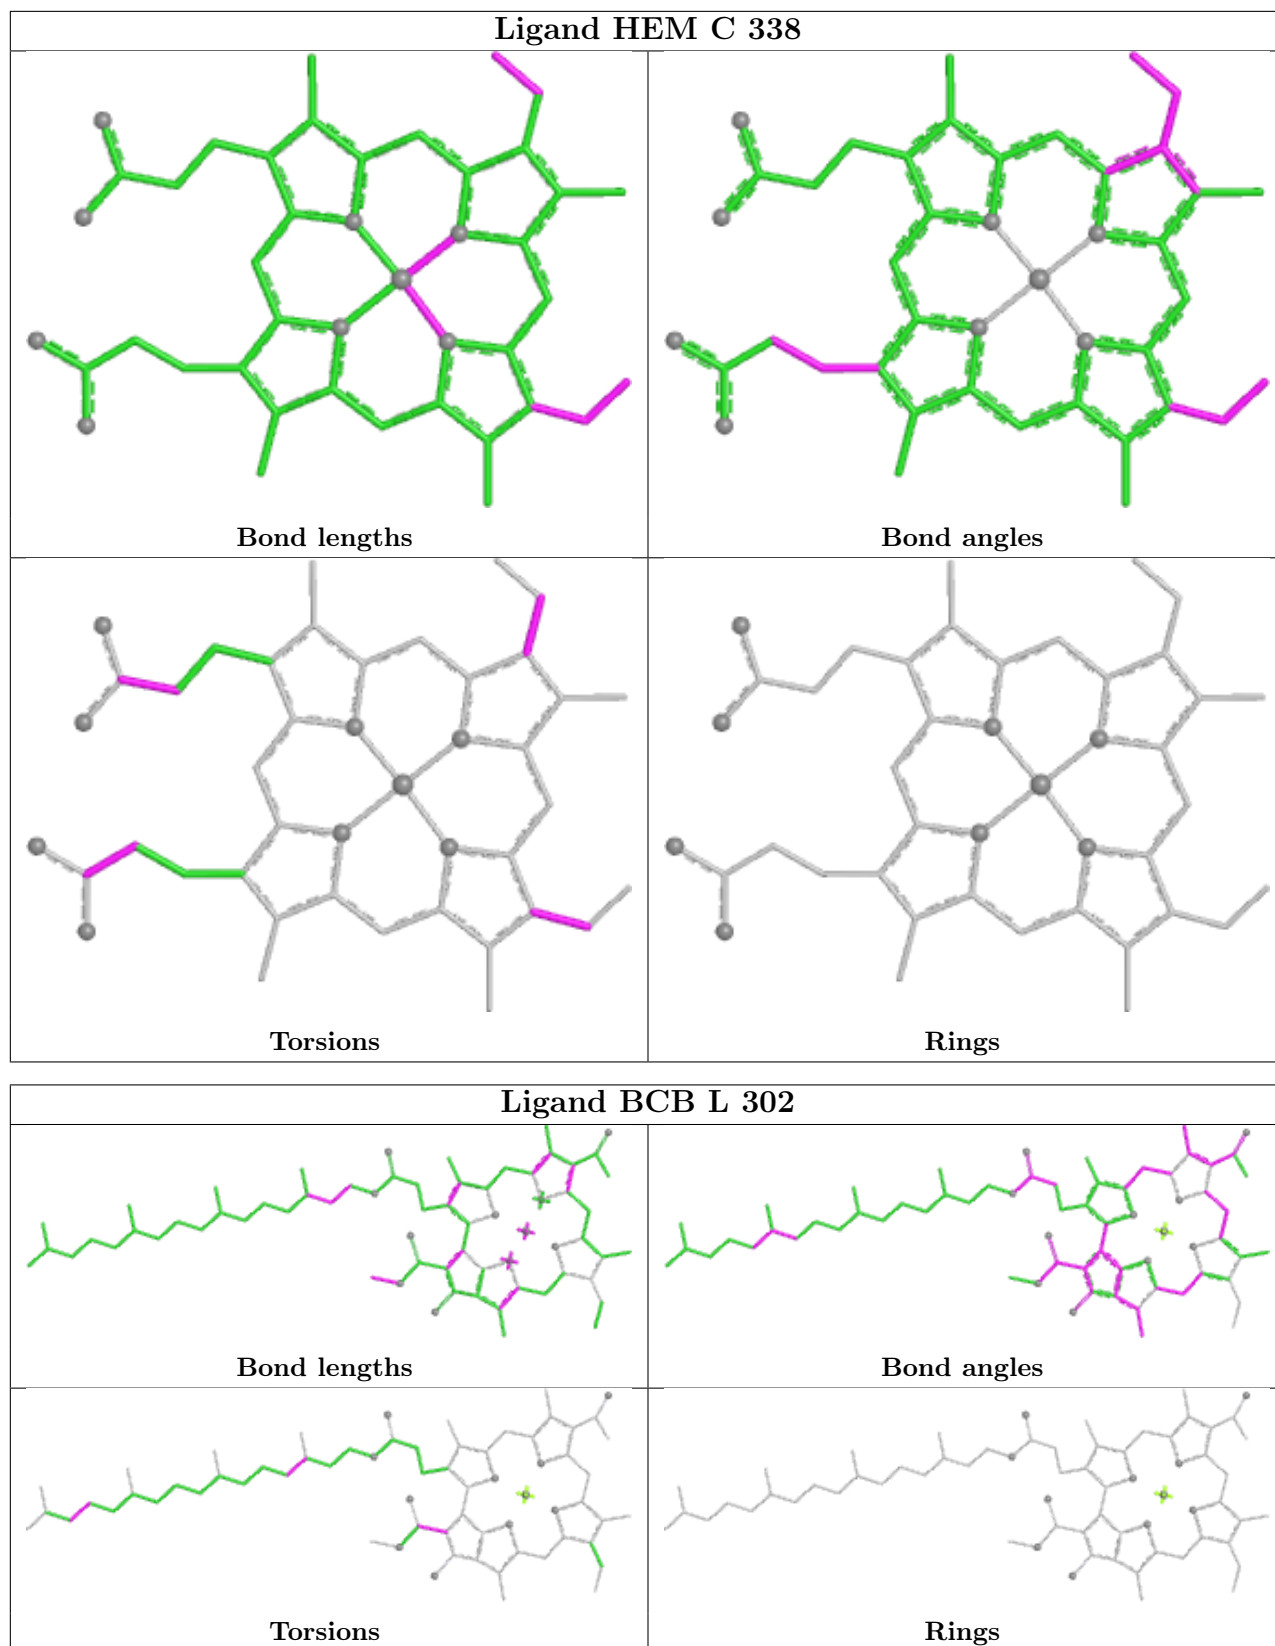 Ligand HEM C 338
Bond lengths
Bond angles
Torsions
Rings
Ligand BCB L 302
Bond lengths
Bond angles
Torsions
Rings